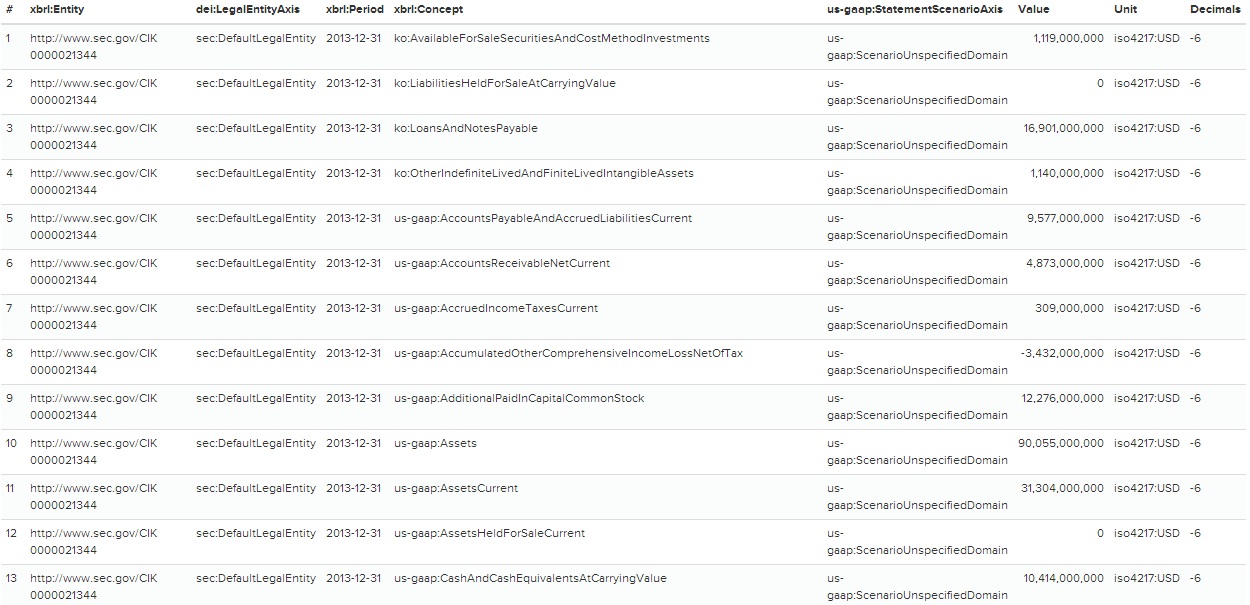 # xbrl:Entity dei:LegalEntityAxis xbrl:Period xbrl:Concept us-gaap:StatementScenarioAxis Value Unit Decimals
1 http://www.sec.gov/CIK sec:DefaultLegalEntity 2013-12-31 ko:AvailableForSaleSecuritiesAndCostMethodInvestments us- 1,119,000,000 iso4217:USD -6
0000021344 gaap:ScenarioUnspecifiedDomain
2 http://www.sec.gov/CIK sec:DefaultLegalEntity 2013-12-31 ko:LiabilitiesHeldForSaleAtCarryingValue us- 0 iso4217:USD -6
0000021344 gaap:ScenarioUnspecifiedDomain
3 http://www.sec.gov/CIK sec:DefaultLegalEntity 2013-12-31 ko:LoansAndNotesPayable us- 16,901,000,000 iso4217:USD -6
0000021344 gaap:ScenarioUnspecifiedDomain
4 http://www.sec.gov/CIK sec:DefaultLegalEntity 2013-12-31 ko:OtherIndefiniteLivedAndFiniteLivedIntangibleAssets us- 1,140,000,000 iso4217:USD -6
0000021344 gaap:ScenarioUnspecifiedDomain
5 http://www.sec.gov/CIK sec:DefaultLegalEntity 2013-12-31 us-gaap:AccountsPayableAndAccruedLiabilitiesCurrent us- 9,577,000,000 iso4217:USD -6
0000021344 gaap:ScenarioUnspecifiedDomain
6 http://www.sec.gov/CIK sec:DefaultLegalEntity 2013-12-31 us-gaap:AccountsReceivableNetCurrent us- 4,873,000,000 iso4217:USD -6
0000021344 gaap:ScenarioUnspecifiedDomain
7 http://www.sec.gov/CIK sec:DefaultLegalEntity 2013-12-31 us-gaap:AccruedIncomeTaxesCurrent us- 309,000,000 iso4217:USD -6
0000021344 gaap:ScenarioUnspecifiedDomain
8 http://www.sec.gov/CIK sec:DefaultLegalEntity 2013-12-31 us-gaap:AccumulatedOtherComprehensiveIncomeLossNetOfTax us- -3,432,000,000 iso4217:USD -6
0000021344 gaap:ScenarioUnspecifiedDomain
9 http://www.sec.gov/CIK sec:DefaultLegalEntity 2013-12-31 us-gaap:AdditionalPaidInCapitalCommonStock us- 12,276,000,000 iso4217:USD -6
0000021344 gaap:ScenarioUnspecifiedDomain
10 http://www.sec.gov/CIK sec:DefaultLegalEntity 2013-12-31 us-gaap:Assets us- 90,055,000,000 iso4217:USD -6
0000021344 gaap:ScenarioUnspecifiedDomain
11 http://www.sec.gov/CIK sec:DefaultLegalEntity 2013-12-31 us-gaap:AssetsCurrent us- 31,304,000,000 iso4217:USD -6
0000021344 gaap:ScenarioUnspecifiedDomain
12 http://www.sec.gov/CIK sec:DefaultLegalEntity 2013-12-31 us-gaap:AssetsHeldForSaleCurrent us- 0 iso4217:USD -6
0000021344 gaap:ScenarioUnspecifiedDomain
13 http://www.sec.gov/CIK sec:DefaultLegalEntity 2013-12-31 us-gaap:CashAndCashEquivalentsAtCarryingValue us- 10,414,000,000 iso4217:USD -6
0000021344 gaap:ScenarioUnspecifiedDomain